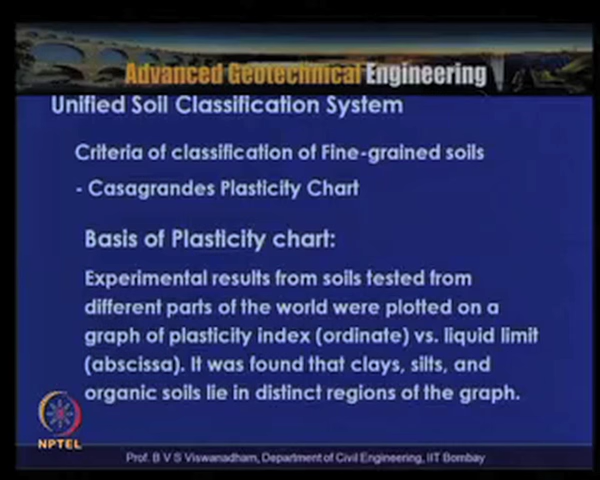 Advanced Geotechnical Engineering
Unified Soil Classification System
Criteria of classification of Fine-grained soils
- Casagrandes Plasticity Chart
Basis of Plasticity chart:
Experimental results from soils tested from
different parts of the world were plotted on a
graph of plasticity index (ordinate) vs. liquid limit
(abscissa). It was found that clays, silts, and
organic soils lie in distinct regions of the graph.
NPTEL
Prof. B V S Viswanadham, Department of Civil Engineering, IIT Bombay